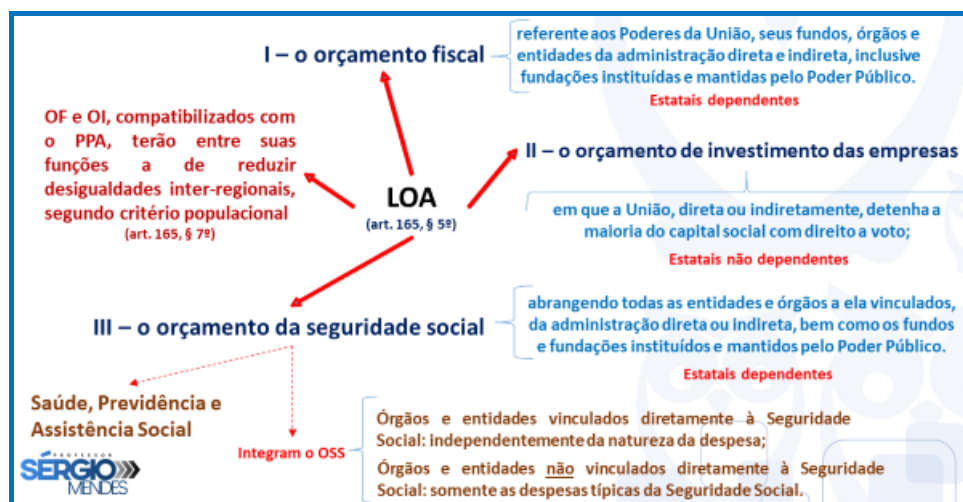 I – o orçamento fiscal
referente aos Poderes da União, seus fundos, órgãos e
entidades da administração direta e indireta, inclusive
fundações instituídas e mantidas pelo Poder Público.
Estatais dependentes
OF e OI, compatibilizados com
o PPA, terão entre suas
funções a de reduzir
desigualdades inter-regionais,
segundo critério populacional
(art. 165, § 7º)
LOA
(art. 165, § 5º)
II – o orçamento de investimento das empresas
em que a União, direta ou indiretamente, detenha a
maioria do capital social com direito a voto;
Estatais não dependentes
III – o orçamento da seguridade social
abrangendo todas as entidades e órgãos a ela vinculados,
da administração direta ou indireta, bem como os fundos
e fundações instituídos e mantidos pelo Poder Público.
Estatais dependentes
Saúde, Previdência e
Assistência Social
Integram o OSS
Órgãos e entidades vinculados diretamente à Seguridade
Social: independentemente da natureza da despesa;
Órgãos e entidades não vinculados diretamente à Seguridade
Social: somente as despesas típicas da Seguridade Social.
PROFESSOR
SÉRGIO
MENDES